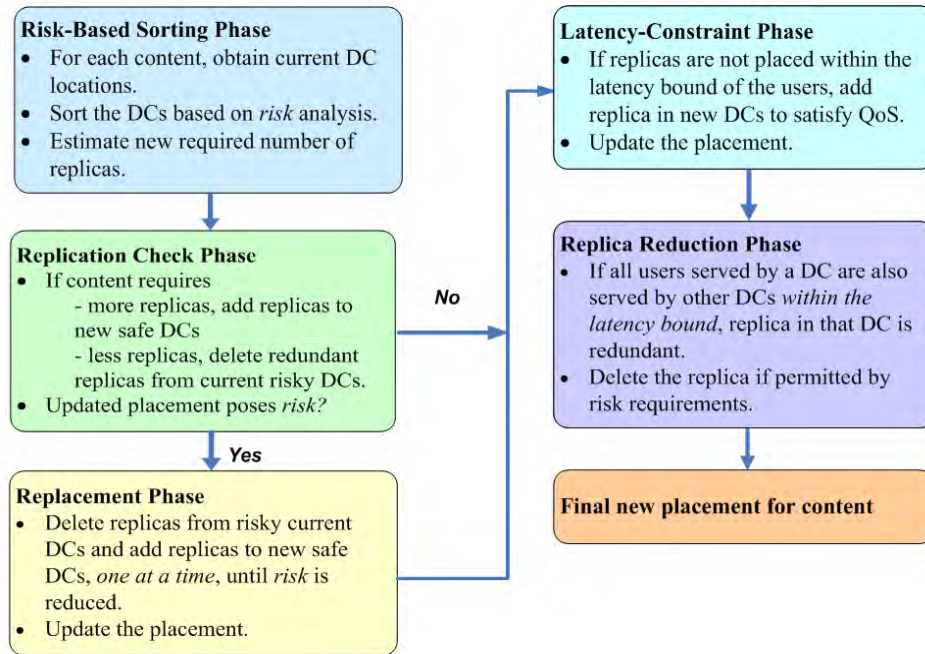 Risk-Based Sorting Phase
• For each content, obtain current DC
locations.
• Sort the DCs based on risk analysis.
• Estimate new required number of
replicas.
Replication Check Phase
• If content requires
- more replicas, add replicas to
new safe DCs
- less replicas, delete redundant
replicas from current risky DCs.
• Updated placement poses risk?
No
Yes
Replacement Phase
• Delete replicas from risky current
DCs and add replicas to new safe
DCs, one at a time, until risk is
reduced.
• Update the placement.
Latency-Constraint Phase
• If replicas are not placed within the
latency bound of the users, add
replica in new DCs to satisfy QoS.
• Update the placement.
Replica Reduction Phase
• If all users served by a DC are also
served by other DCs within the
latency bound, replica in that DC is
redundant.
• Delete the replica if permitted by
risk requirements.
Final new placement for content